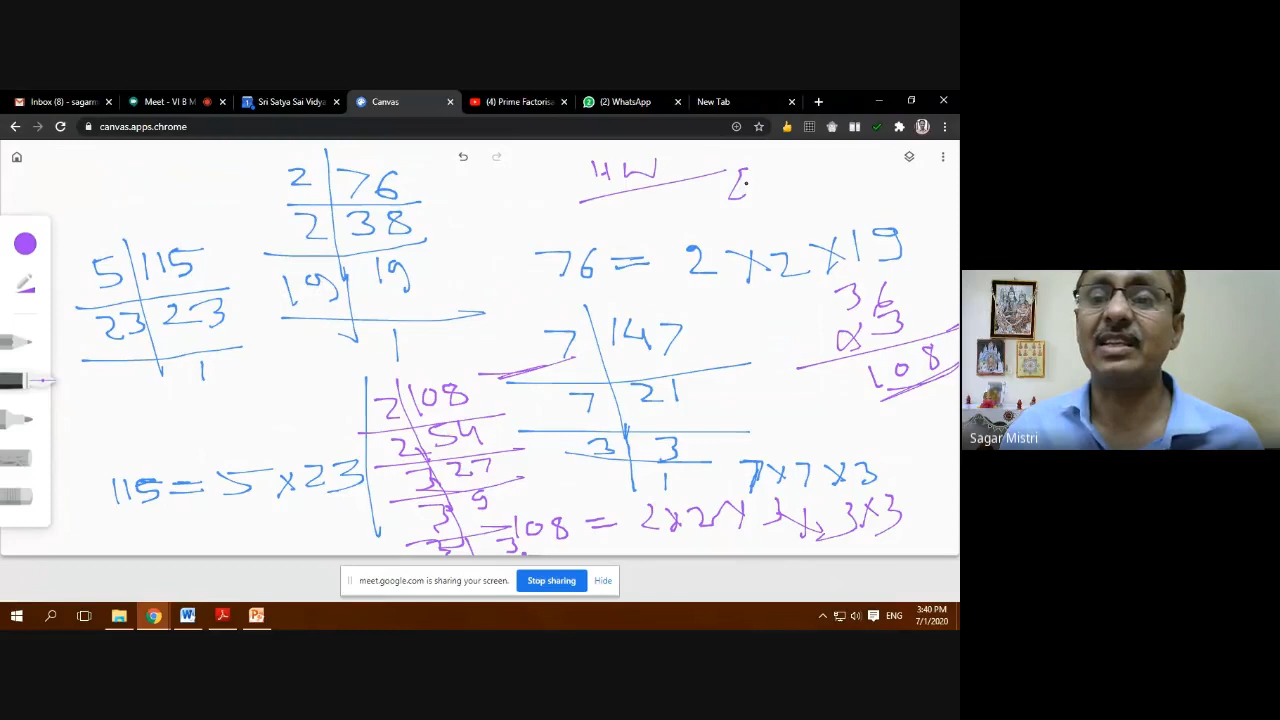 Inbox (8) - sagarm
Meet - VI B M
Sri Satya Sai Vidya
Canvas
(4) Prime Factorisa
(2) WhatsApp
New Tab
canvas.apps.chrome
HW
2 76
2 38
19 19
1
76 = 2 × 2 × 19
5 115
23 23
1
115 = 5 × 23
36
× 3
108
7 147
7 21
3 3
1
7 × 7 × 3
2 108
2 54
3 27
3 9
3 3
108 = 2 × 2 × 3 × 3 × 3
Sagar Mistri
meet.google.com is sharing your screen.
Stop sharing
Hide
ENG
3:40 PM
7/1/2020